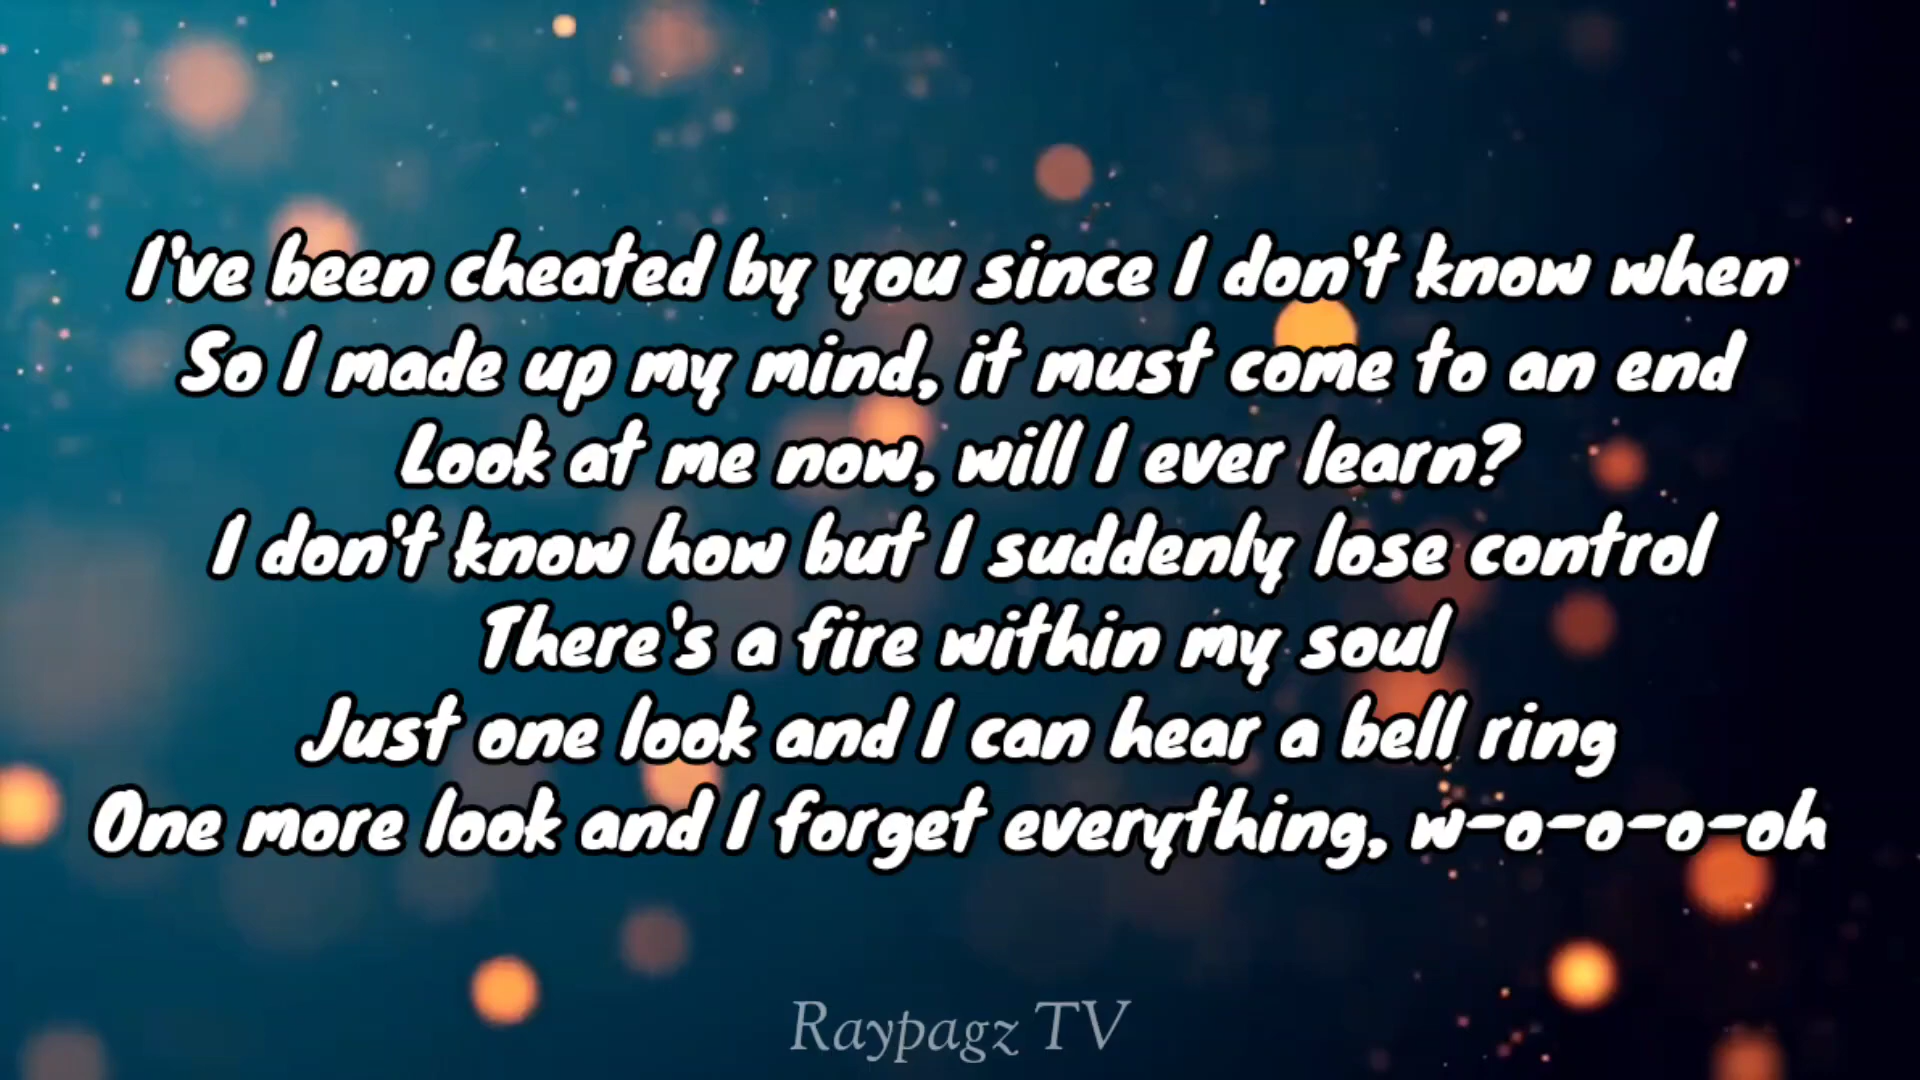 I've been cheated by you since I don't know when
So I made up my mind, it must come to an end
Look at me now, will I ever learn?
I don't know how but I suddenly lose control
There's a fire within my soul
Just one look and I can hear a bell ring
One more look and I forget everything, w-o-o-o-oh
Raypagz TV